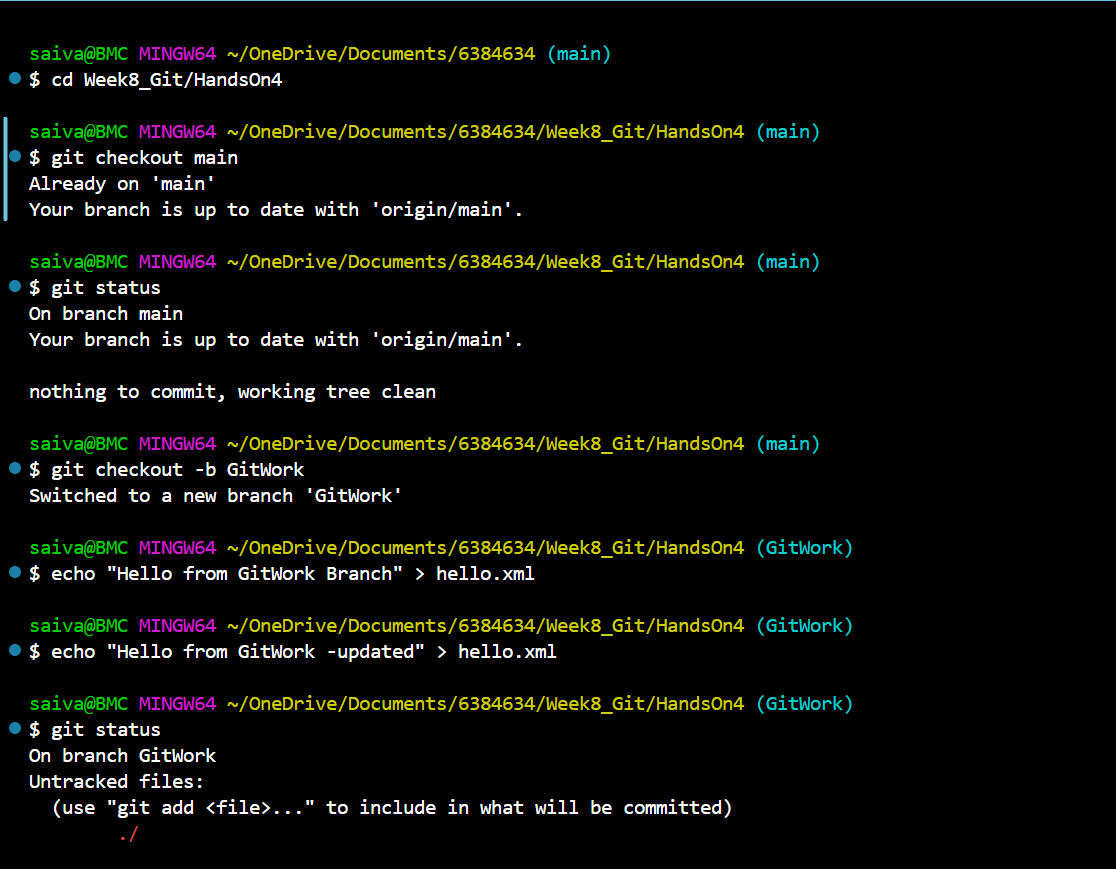 saiva@BMC MINGW64 ~/OneDrive/Documents/6384634 (main)
$ cd Week8_Git/HandsOn4
saiva@BMC MINGW64 ~/OneDrive/Documents/6384634/Week8_Git/HandsOn4 (main)
$ git checkout main
Already on 'main'
Your branch is up to date with 'origin/main'.
saiva@BMC MINGW64 ~/OneDrive/Documents/6384634/Week8_Git/HandsOn4 (main)
$ git status
On branch main
Your branch is up to date with 'origin/main'.
nothing to commit, working tree clean
saiva@BMC MINGW64 ~/OneDrive/Documents/6384634/Week8_Git/HandsOn4 (main)
$ git checkout -b GitWork
Switched to a new branch 'GitWork'
saiva@BMC MINGW64 ~/OneDrive/Documents/6384634/Week8_Git/HandsOn4 (GitWork)
$ echo "Hello from GitWork Branch" > hello.xml
saiva@BMC MINGW64 ~/OneDrive/Documents/6384634/Week8_Git/HandsOn4 (GitWork)
$ echo "Hello from GitWork -updated" > hello.xml
saiva@BMC MINGW64 ~/OneDrive/Documents/6384634/Week8_Git/HandsOn4 (GitWork)
$ git status
On branch GitWork
Untracked files:
  (use "git add <file>..." to include in what will be committed)
        ./